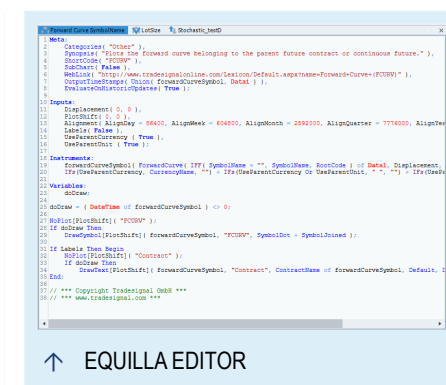 Forward Curve SymbolName LotSize Stochastic_testD
1 Meta:
2 Categories( "Other" ),
3 Synopsis( "Plots the forward curve belonging to the parent future contract or continuous future." ),
4 ShortCode( "FCURV" ),
5 SubChart( False ),
6 WebLink( "http://www.tradesignalonline.com/Lexicon/Default.aspx?name=Forward+Curve+(FCURV)" ),
7 OutputTimeStamps( Union( forwardCurveSymbol, Data1 ) ),
8 EvaluateOnHistoricUpdates( True );
9
10 Inputs:
11 Displacement( 0, 0 ),
12 PlotShift( 0, 0 ),
13 Alignment( AlignDay = 86400, AlignWeek = 604800, AlignMonth = 2592000, AlignQuarter = 7776000, AlignYea
14 Labels( False ),
15 UseParentCurrency ( True ),
16 UseParentUnit ( True );
17
18 Instruments:
19 forwardCurveSymbol( ForwardCurve( IFF( SymbolName = "", SymbolName, RootCode ) of Data1, Displacement,
20 IFs(UseParentCurrency, CurrencyName, "") + IFs(UseParentCurrency Or UseParentUnit, " ", "") + IFs(UsePa
21
22 Variables:
23 doDraw;
24
25 doDraw = ( DateTime of forwardCurveSymbol ) <> 0;
26
27 NoPlot[PlotShift]( "FCURV" );
28 If doDraw Then
29 DrawSymbol[PlotShift]( forwardCurveSymbol, "FCURV", SymbolDot + SymbolJoined );
30
31 If Labels Then Begin
32 NoPlot[PlotShift]( "Contract" );
33 If doDraw Then
34 DrawText[PlotShift]( forwardCurveSymbol, "Contract", ContractName of forwardCurveSymbol, Default, I
35 End;
36
37 // *** Copyright Tradesignal GmbH ***
38 // *** www.tradesignal.com ***
↑ EQUILLA EDITOR